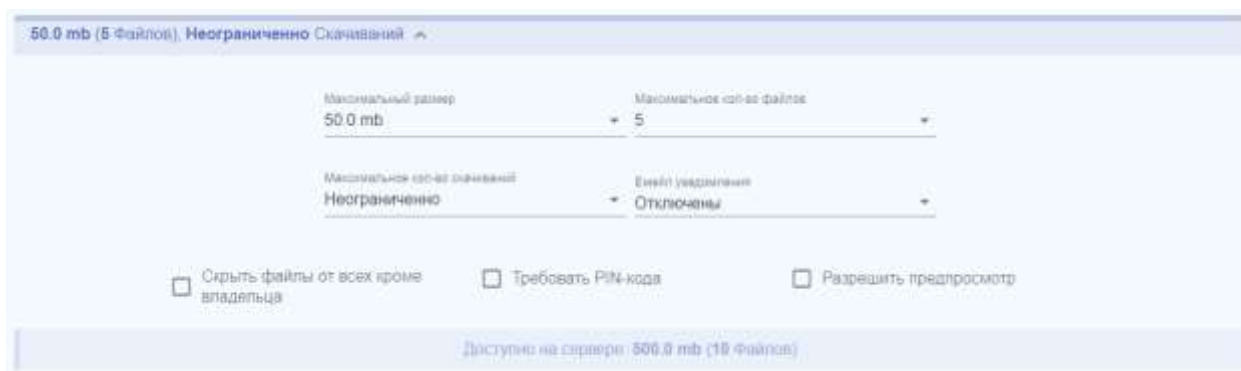 50.0 mb (5 Файлов), Неограниченно Скачиваний
Максимальный размер
50.0 mb
Максимальное кол-во файлов
5
Максимальное кол-во скачиваний
Неограниченно
Емейл уведомления
Отключены
Скрыть файлы от всех кроме
владельца
Требовать PIN-кода
Разрешить предпросмотр
Доступно на сервере: 500.0 mb (10 Файлов)